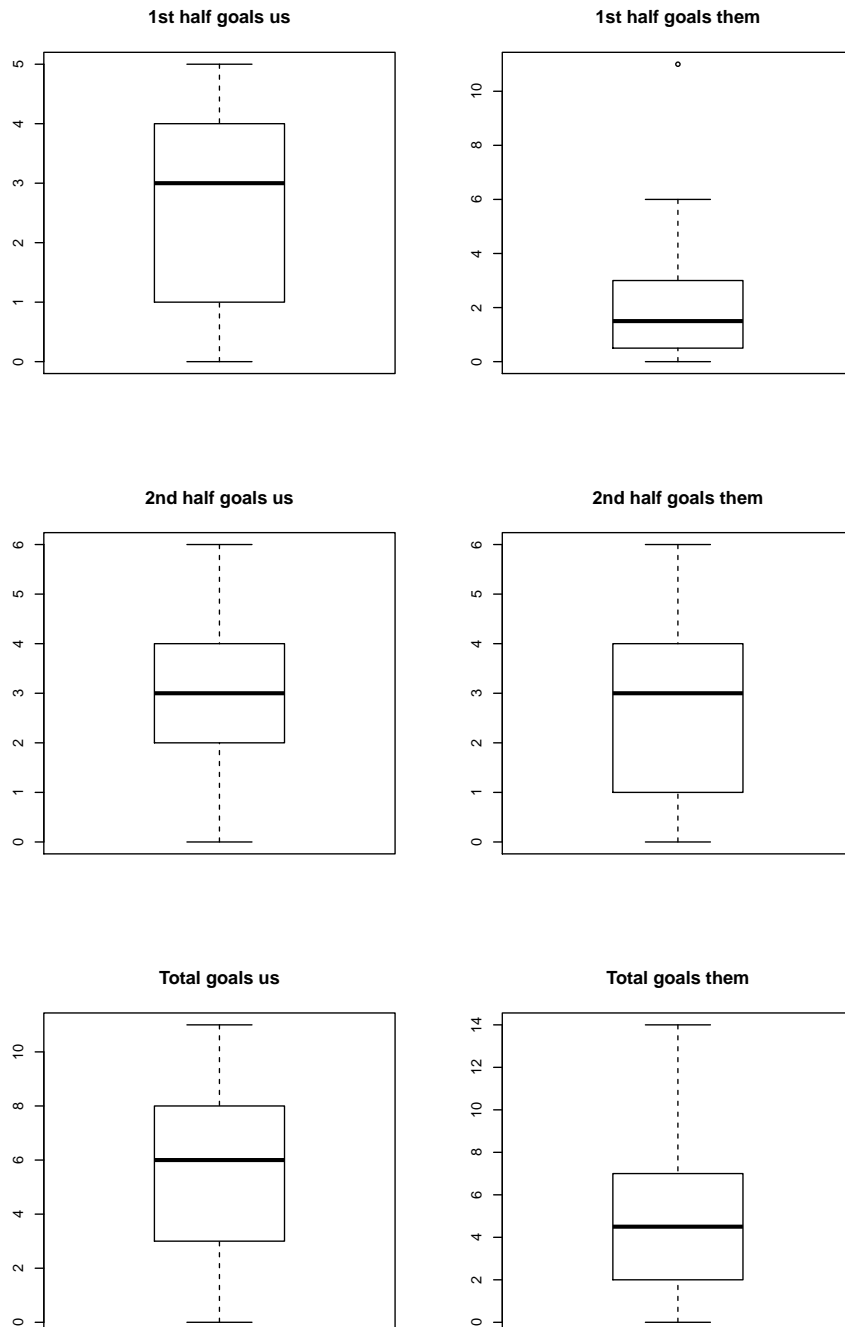 1st half goals us
0 1 2 3 4 5
1st half goals them
0 2 4 6 8 10
2nd half goals us
0 1 2 3 4 5 6
2nd half goals them
0 1 2 3 4 5 6
Total goals us
0 2 4 6 8 10
Total goals them
0 2 4 6 8 10 12 14